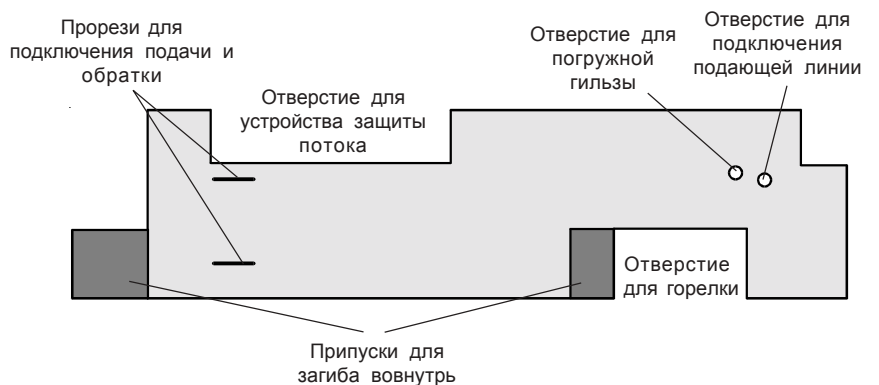 Прорези для
подключения подачи и
обратки
Отверстие для
устройства защиты
потока
Отверстие для
погружной
гильзы
Отверстие для
подключения
подающей линии
Отверстие
для горелки
Припуски для
загиба вовнутрь